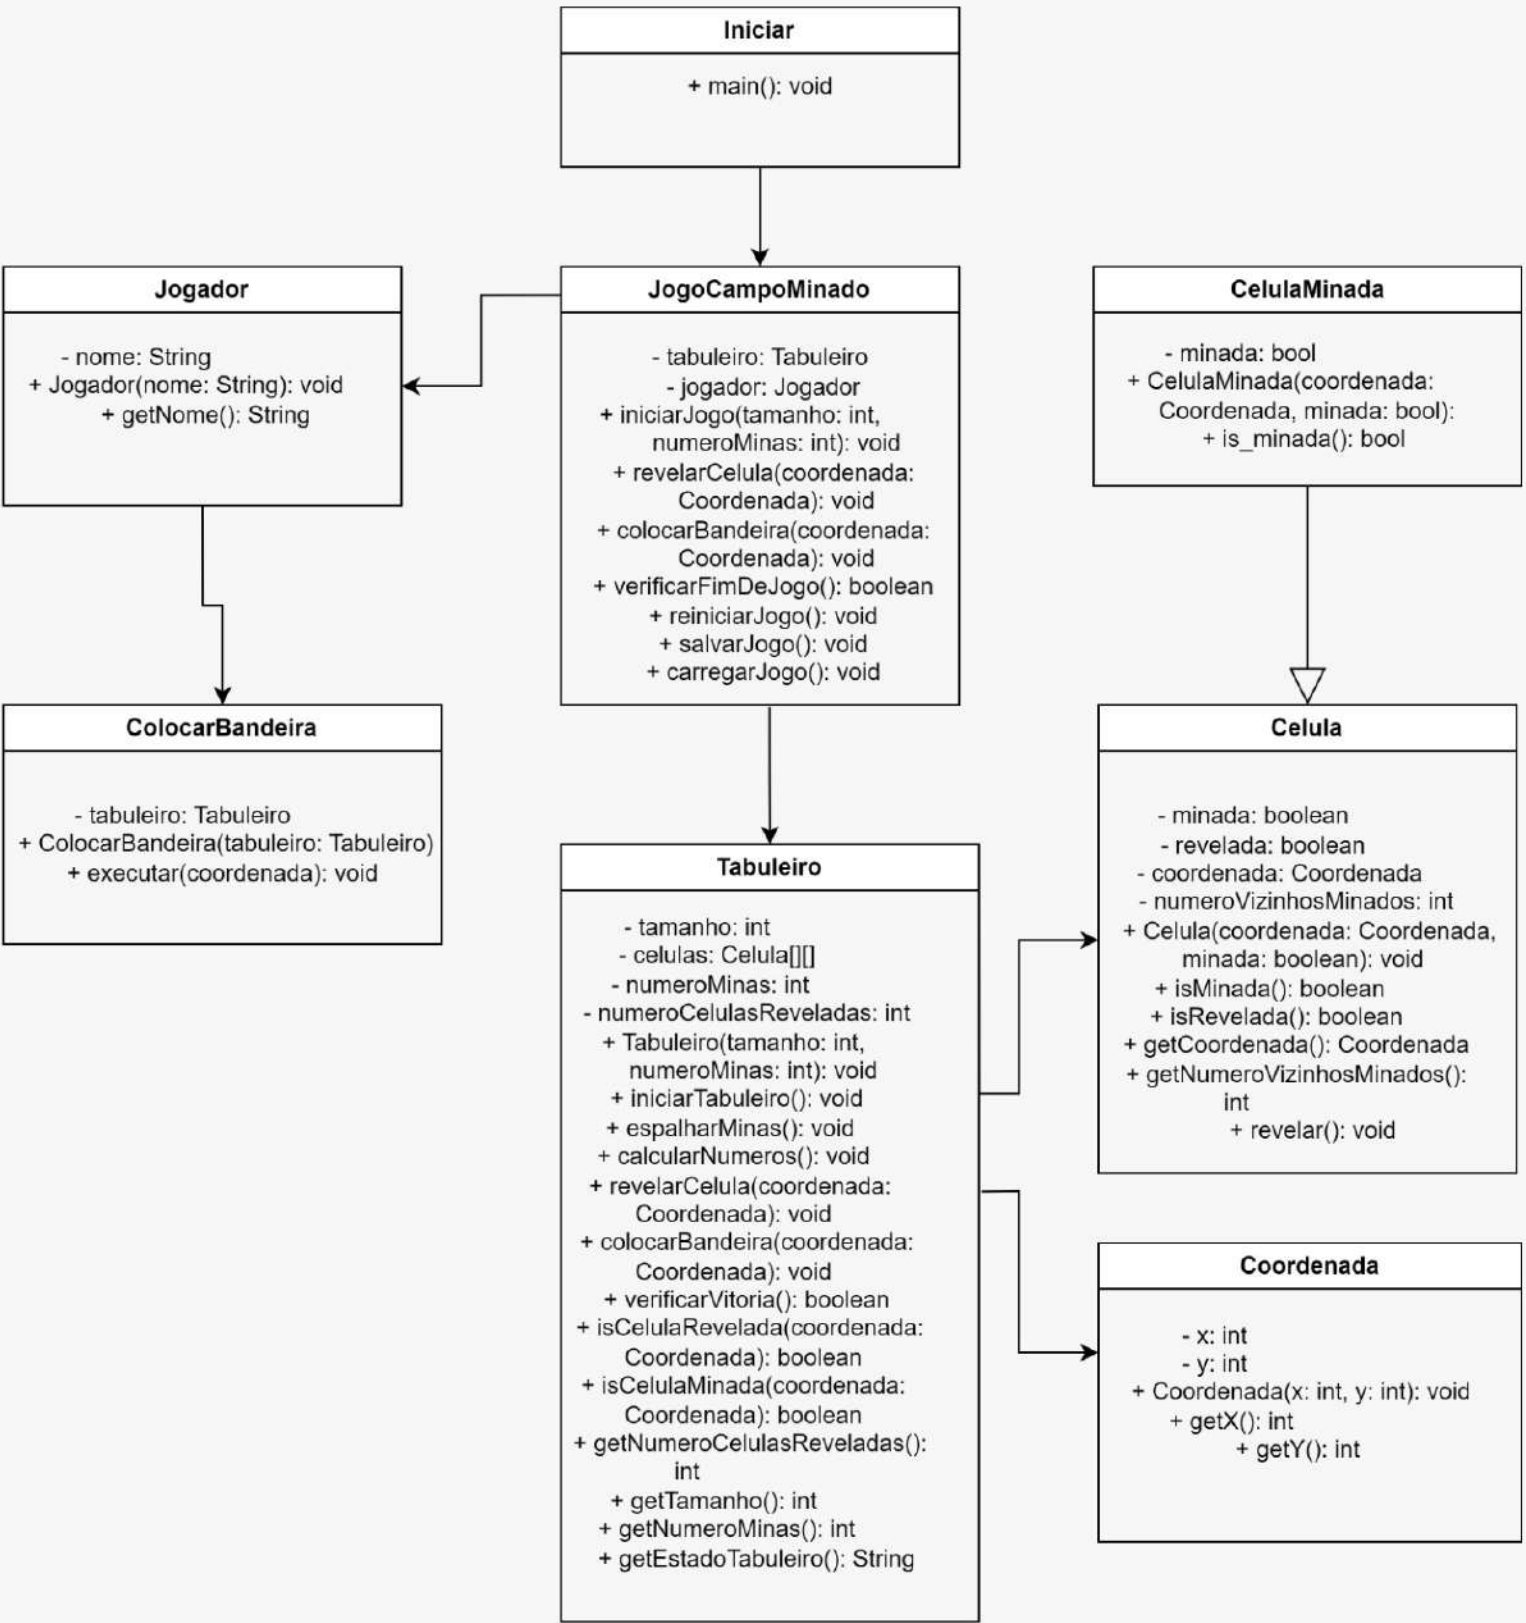 Iniciar
+ main(): void
Jogador
- nome: String
+ Jogador(nome: String): void
+ getNome(): String
JogoCampoMinado
- tabuleiro: Tabuleiro
- jogador: Jogador
+ iniciarJogo(tamanho: int,
numeroMinas: int): void
+ revelarCelula(coordenada:
Coordenada): void
+ colocarBandeira(coordenada:
Coordenada): void
+ verificarFimDeJogo(): boolean
+ reiniciarJogo(): void
+ salvarJogo(): void
+ carregarJogo(): void
CelulaMinada
- minada: bool
+ CelulaMinada(coordenada:
Coordenada, minada: bool):
+ is_minada(): bool
ColocarBandeira
- tabuleiro: Tabuleiro
+ ColocarBandeira(tabuleiro: Tabuleiro)
+ executar(coordenada): void
Tabuleiro
- tamanho: int
- celulas: Celula[][]
- numeroMinas: int
- numeroCelulasReveladas: int
+ Tabuleiro(tamanho: int,
numeroMinas: int): void
+ iniciarTabuleiro(): void
+ espalharMinas(): void
+ calcularNumeros(): void
+ revelarCelula(coordenada:
Coordenada): void
+ colocarBandeira(coordenada:
Coordenada): void
+ verificarVitoria(): boolean
+ isCelulaRevelada(coordenada:
Coordenada): boolean
+ isCelulaMinada(coordenada:
Coordenada): boolean
+ getNumeroCelulasReveladas():
int
+ getTamanho(): int
+ getNumeroMinas(): int
+ getEstadoTabuleiro(): String
Celula
- minada: boolean
- revelada: boolean
- coordenada: Coordenada
- numeroVizinhosMinados: int
+ Celula(coordenada: Coordenada,
minada: boolean): void
+ isMinada(): boolean
+ isRevelada(): boolean
+ getCoordenada(): Coordenada
+ getNumeroVizinhosMinados():
int
+ revelar(): void
Coordenada
- x: int
- y: int
+ Coordenada(x: int, y: int): void
+ getX(): int
+ getY(): int